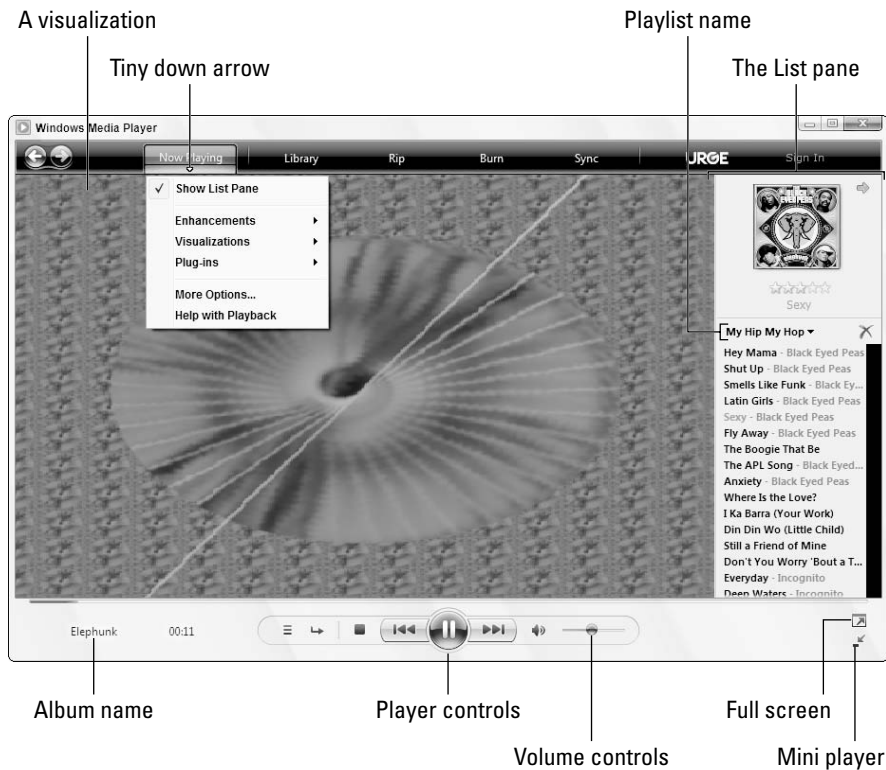 A visualization
Playlist name
Tiny down arrow
The List pane
Windows Media Player
Now Playing
Library
Rip
Burn
Sync
URGE
Sign In
Show List Pane
Enhancements
Visualizations
Plug-ins
More Options...
Help with Playback
BLACK EYED PEAS
Sexy
My Hip My Hop
Hey Mama - Black Eyed Peas
Shut Up - Black Eyed Peas
Smells Like Funk - Black Ey...
Latin Girls - Black Eyed Peas
Sexy - Black Eyed Peas
Fly Away - Black Eyed Peas
The Boogie That Be
The APL Song - Black Eyed...
Anxiety - Black Eyed Peas
Where Is the Love?
I Ka Barra (Your Work)
Din Din Wo (Little Child)
Still a Friend of Mine
Don't You Worry 'Bout a T...
Everyday - Incognito
Deep Waters - Incognito
Elephunk
00:11
Album name
Player controls
Full screen
Volume controls
Mini player